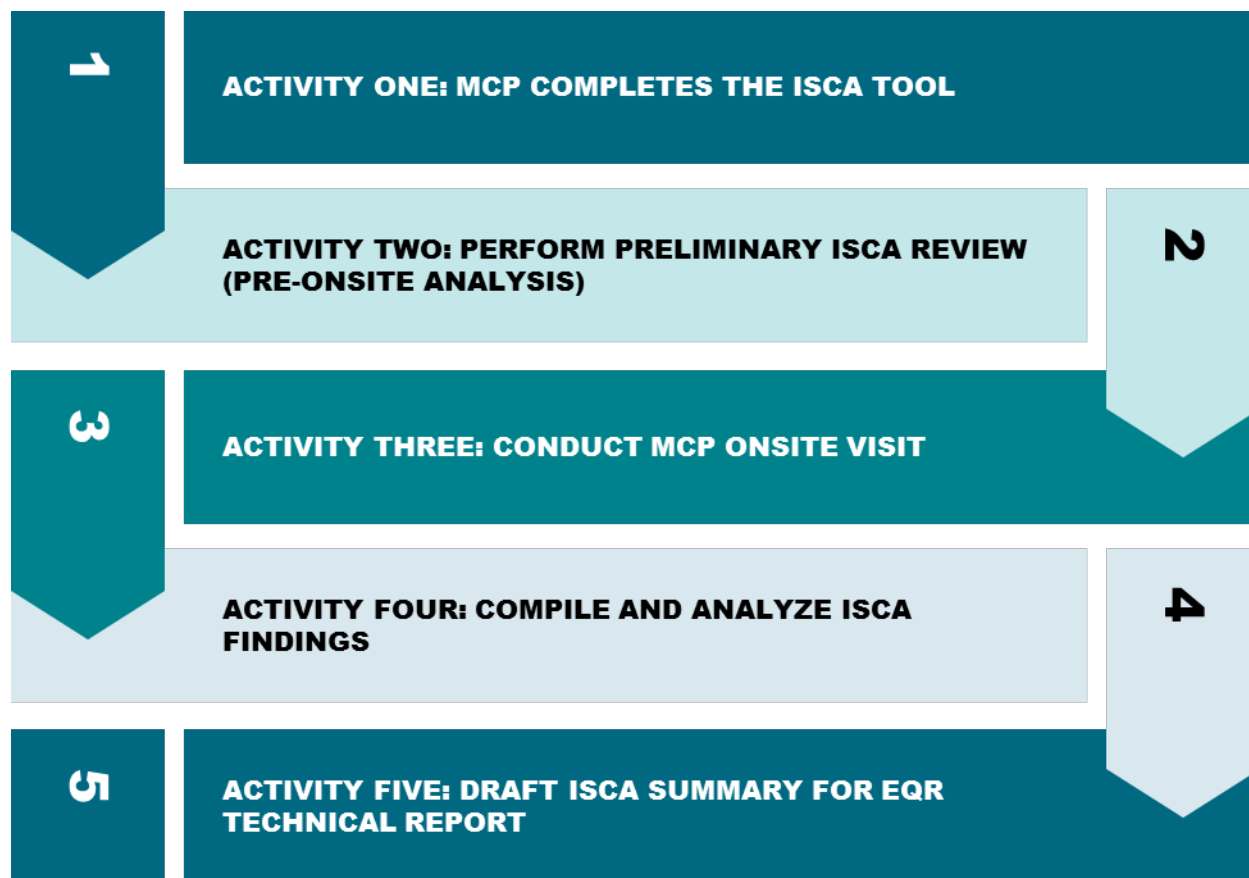 1
ACTIVITY ONE: MCP COMPLETES THE ISCA TOOL
ACTIVITY TWO: PERFORM PRELIMINARY ISCA REVIEW
(PRE-ONSITE ANALYSIS)
2
3
ACTIVITY THREE: CONDUCT MCP ONSITE VISIT
ACTIVITY FOUR: COMPILE AND ANALYZE ISCA
FINDINGS
4
5
ACTIVITY FIVE: DRAFT ISCA SUMMARY FOR EQR
TECHNICAL REPORT